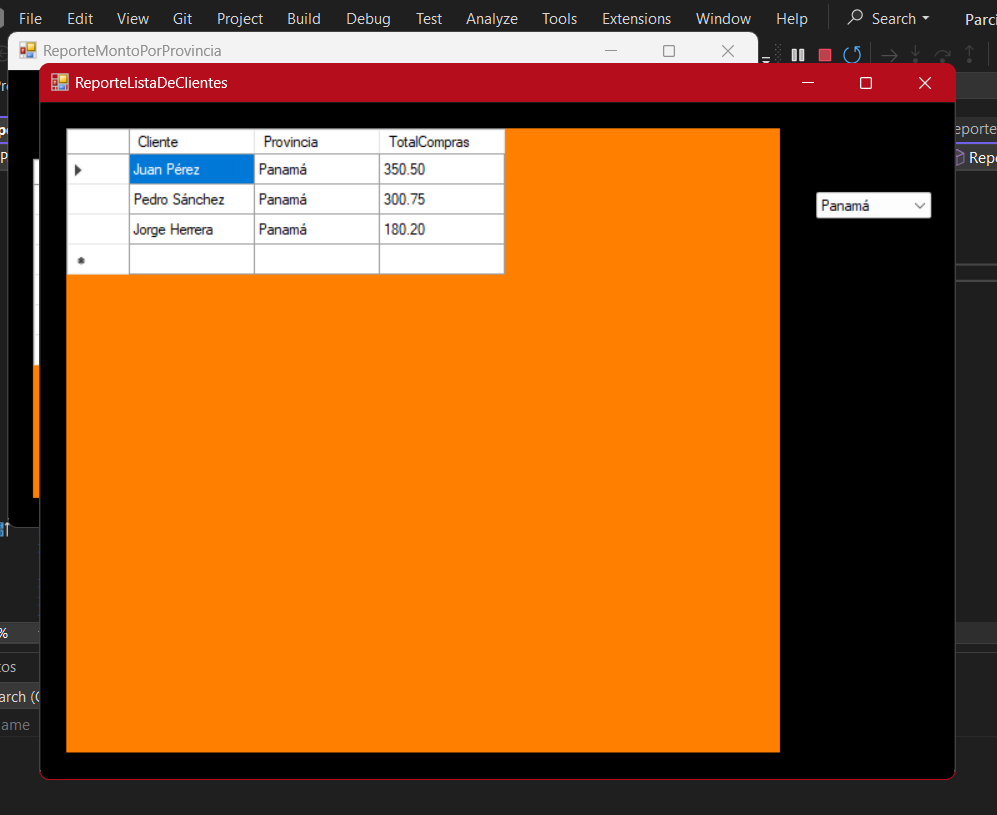 File Edit View Git Project Build Debug Test Analyze Tools Extensions Window Help Search Parci
ReporteMontoPorProvincia
ReporteListaDeClientes
Cliente Provincia TotalCompras
eporte
Repo
Juan Pérez Panamá 350.50
Pedro Sánchez Panamá 300.75
Panamá
Jorge Herrera Panamá 180.20
%
tos
arch (
ame